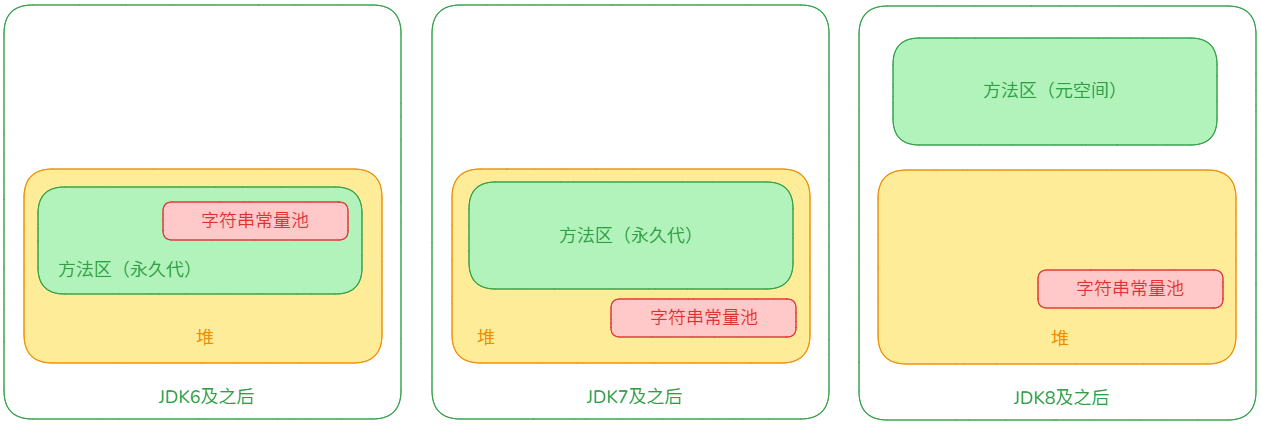 字符串常量池
方法区（永久代）
堆
JDK6及之后
方法区（永久代）
字符串常量池
堆
JDK7及之后
方法区（元空间）
字符串常量池
堆
JDK8及之后